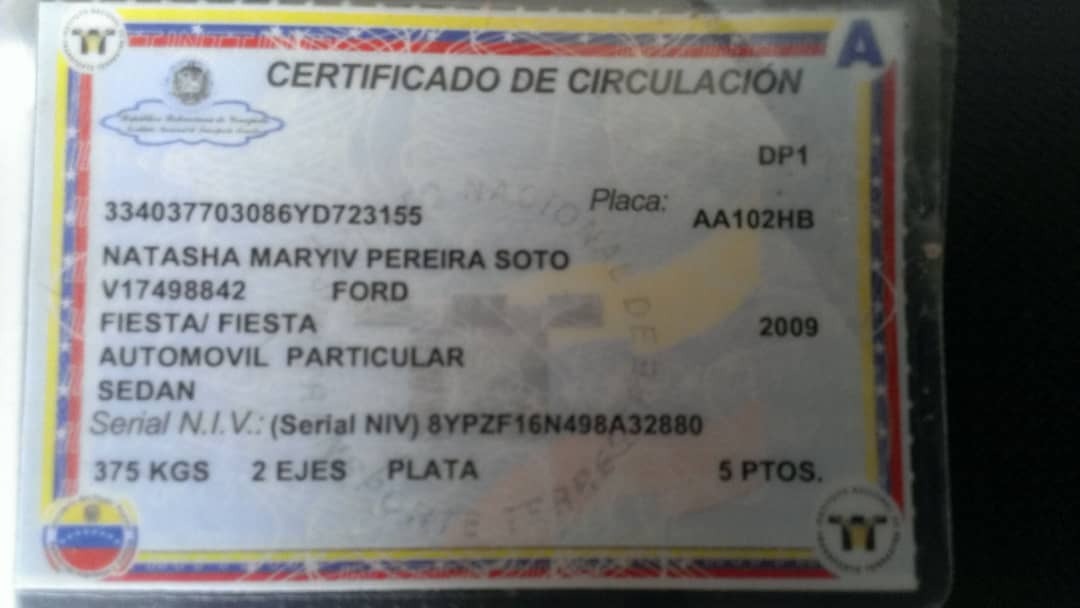 A
CERTIFICADO DE CIRCULACIÓN
República Bolivariana de Venezuela
Instituto Nacional de Transporte Terrestre
DP1
334037703086YD723155 Placa: AA102HB
NATASHA MARYIV PEREIRA SOTO
V17498842 FORD
FIESTA/ FIESTA 2009
AUTOMOVIL PARTICULAR
SEDAN
Serial N.I.V.: (Serial NIV) 8YPZF16N498A32880
375 KGS 2 EJES PLATA 5 PTOS.